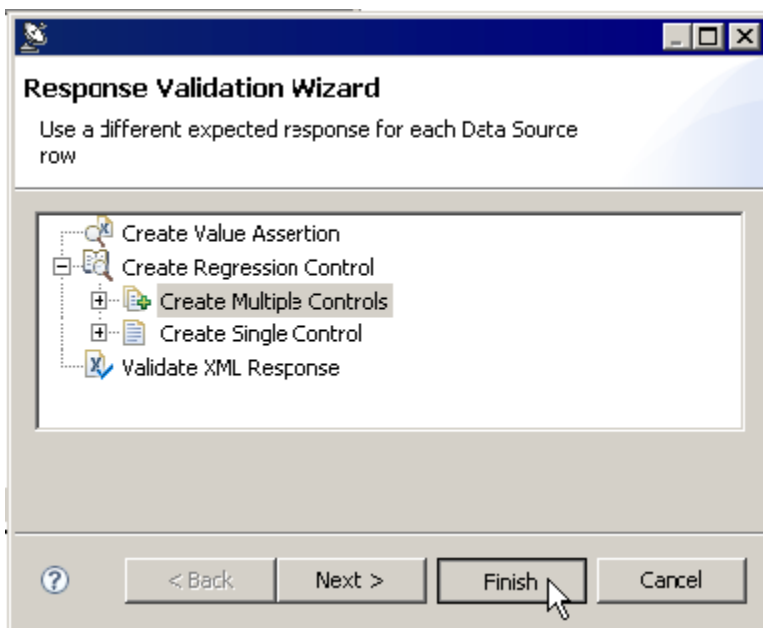 Response Validation Wizard
Use a different expected response for each Data Source
row
Create Value Assertion
Create Regression Control
Create Multiple Controls
Create Single Control
Validate XML Response
?
< Back
Next >
Finish
Cancel